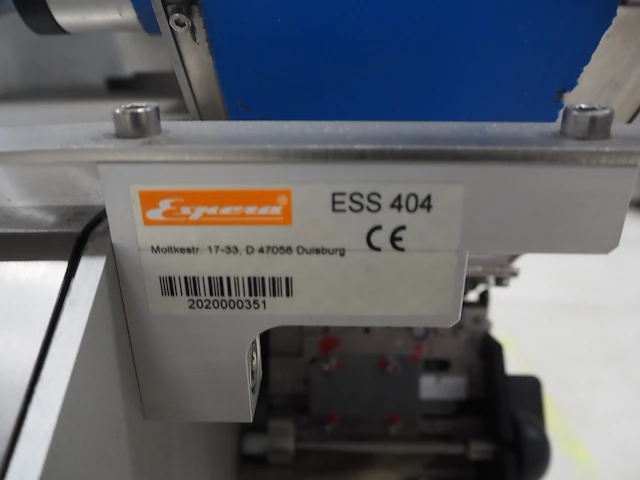 Espera®
ESS 404
CE
Moltkestr. 17-33, D 47058 Duisburg
2020000351